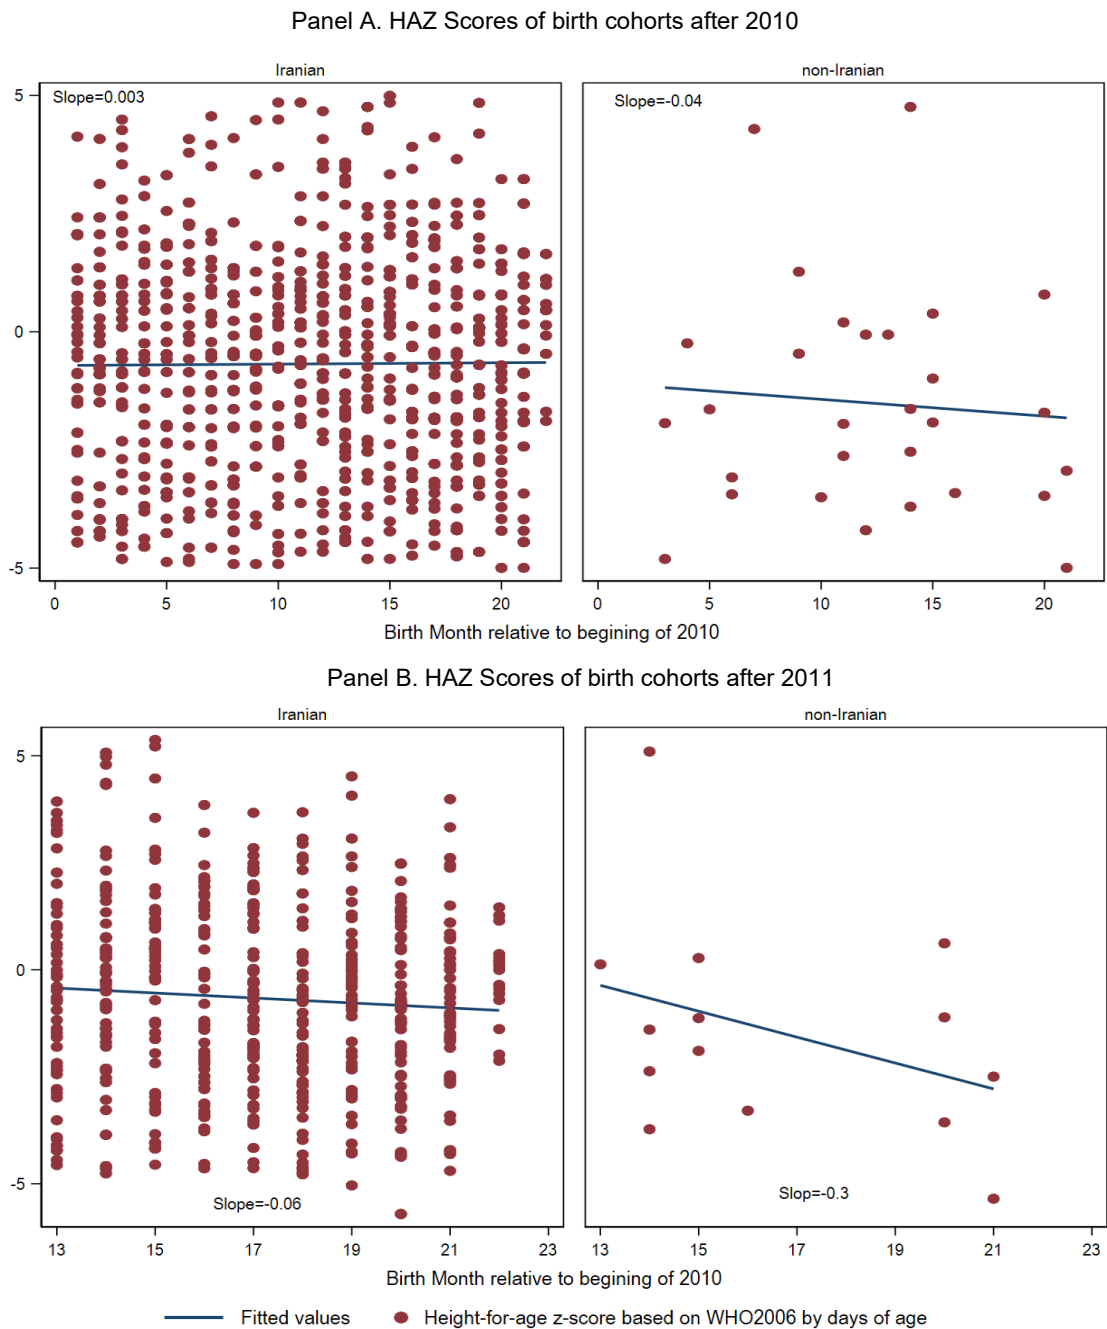 Panel A. HAZ Scores of birth cohorts after 2010
Iranian
non-Iranian
Slope=0.003
Slope=-0.04
5
0
-5
0 5 10 15 20
0 5 10 15 20
Birth Month relative to begining of 2010
Panel B. HAZ Scores of birth cohorts after 2011
Iranian
non-Iranian
5
0
-5
Slope=-0.06
Slop=-0.3
13 15 17 19 21 23
13 15 17 19 21 23
Birth Month relative to begining of 2010
Fitted values
Height-for-age z-score based on WHO2006 by days of age